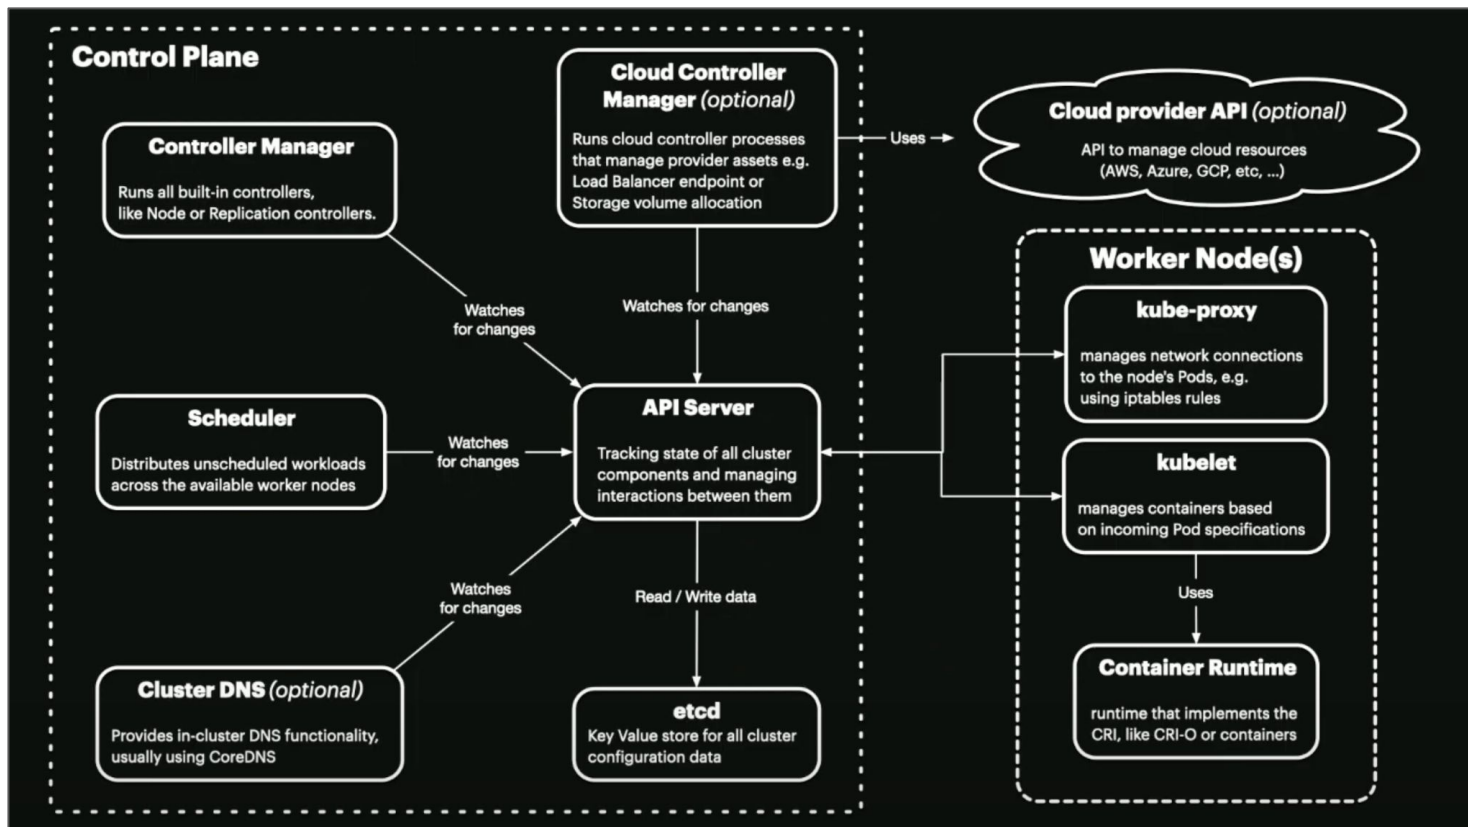 Control Plane
Cloud Controller
Manager (optional)
Runs cloud controller processes
that manage provider assets e.g.
Load Balancer endpoint or
Storage volume allocation
Uses
Cloud provider API (optional)
API to manage cloud resources
(AWS, Azure, GCP, etc, ...)
Controller Manager
Runs all built-in controllers,
like Node or Replication controllers.
Watches
for changes
Watches for changes
Scheduler
Distributes unscheduled workloads
across the available worker nodes
Watches
for changes
API Server
Tracking state of all cluster
components and managing
interactions between them
Watches
for changes
Read / Write data
Cluster DNS (optional)
Provides in-cluster DNS functionality,
usually using CoreDNS
etcd
Key Value store for all cluster
configuration data
Worker Node(s)
kube-proxy
manages network connections
to the node's Pods, e.g.
using iptables rules
kubelet
manages containers based
on incoming Pod specifications
Uses
Container Runtime
runtime that implements the
CRI, like CRI-O or containers